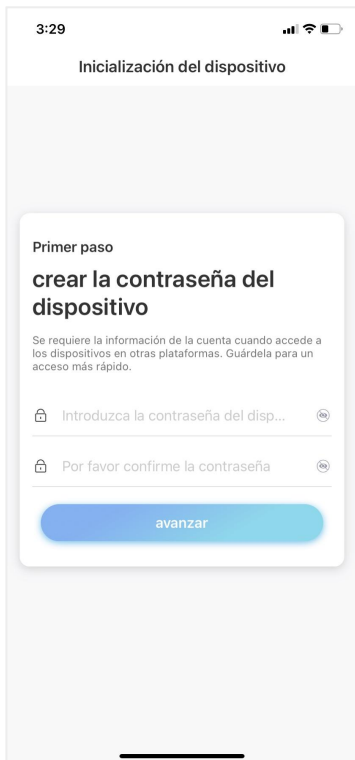 3:29
Inicialización del dispositivo
Primer paso
crear la contraseña del
dispositivo
Se requiere la información de la cuenta cuando accede a
los dispositivos en otras plataformas. Guárdela para un
acceso más rápido.
Introduzca la contraseña del disp...
Por favor confirme la contraseña
avanzar